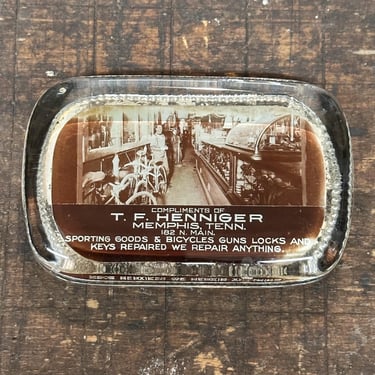 COMPLIMENTS OF
T. F. HENNIGER
MEMPHIS, TENN.
182 N. MAIN.
SPORTING GOODS & BICYCLES GUNS LOCKS AND
KEYS REPAIRED WE REPAIR ANYTHING.